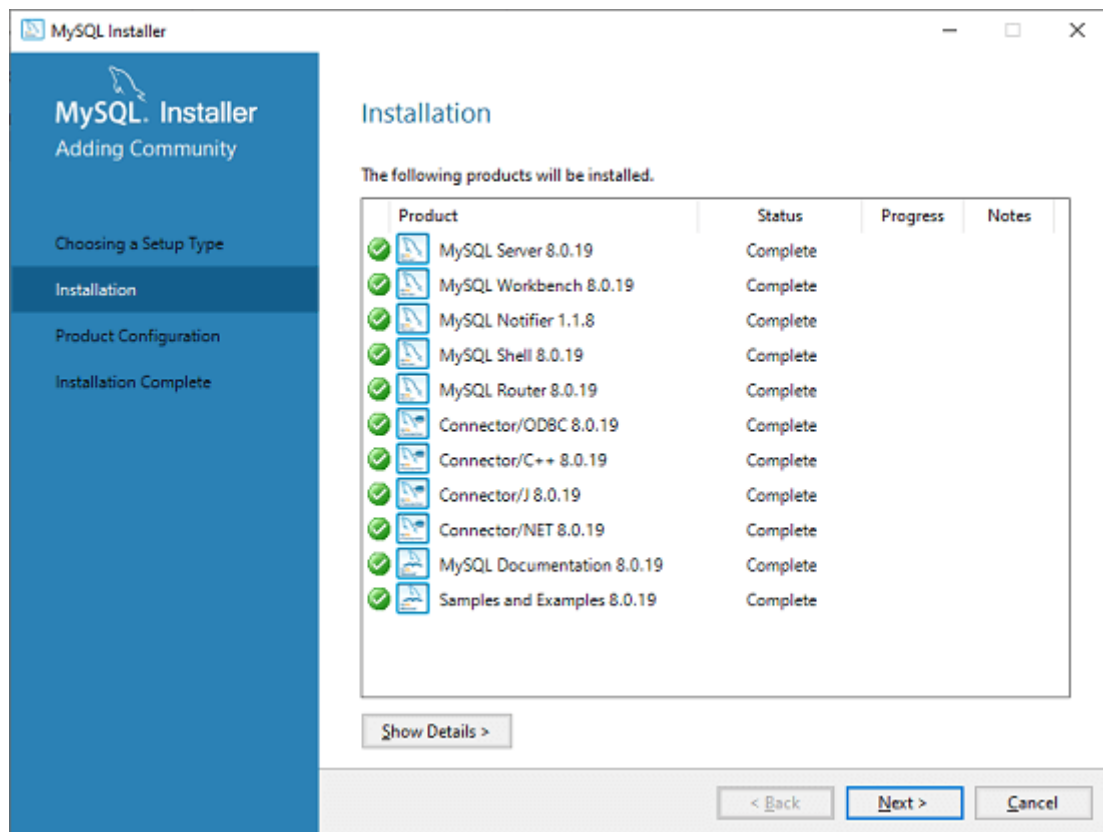 MySQL Installer
MySQL. Installer
Adding Community
Choosing a Setup Type
Installation
Product Configuration
Installation Complete
Installation
The following products will be installed.
Product Status Progress Notes
MySQL Server 8.0.19 Complete
MySQL Workbench 8.0.19 Complete
MySQL Notifier 1.1.8 Complete
MySQL Shell 8.0.19 Complete
MySQL Router 8.0.19 Complete
Connector/ODBC 8.0.19 Complete
Connector/C++ 8.0.19 Complete
Connector/J 8.0.19 Complete
Connector/NET 8.0.19 Complete
MySQL Documentation 8.0.19 Complete
Samples and Examples 8.0.19 Complete
Show Details >
< Back Next > Cancel